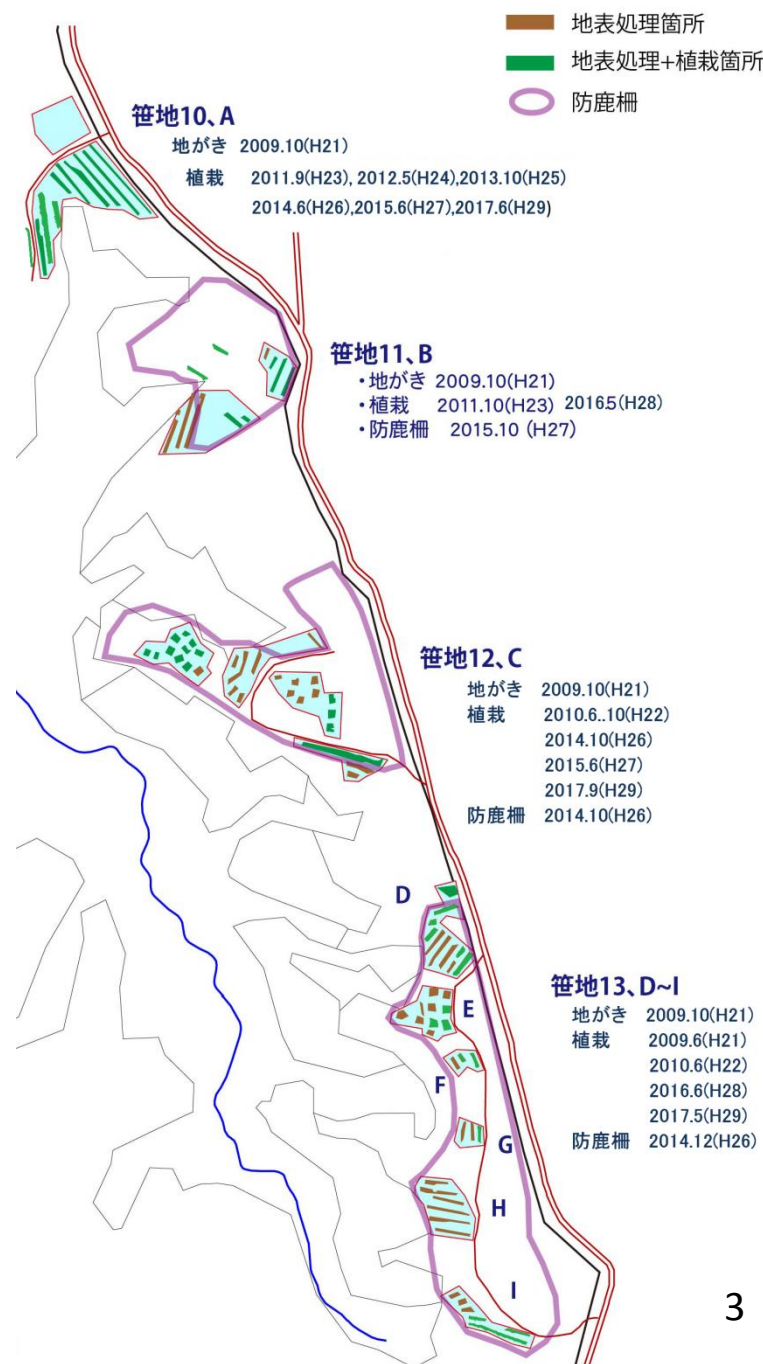 地表処理箇所
地表処理+植栽箇所
防鹿柵
笹地10、A
地がき 2009.10(H21)
植栽 2011.9(H23), 2012.5(H24),2013.10(H25)
2014.6(H26),2015.6(H27),2017.6(H29)
笹地11、B
・地がき 2009.10(H21)
・植栽 2011.10(H23) 2016.5(H28)
・防鹿柵 2015.10 (H27)
笹地12、C
地がき 2009.10(H21)
植栽 2010.6..10(H22)
2014.10(H26)
2015.6(H27)
2017.9(H29)
防鹿柵 2014.10(H26)
D
笹地13、D~I
地がき 2009.10(H21)
植栽 2009.6(H21)
2010.6(H22)
2016.6(H28)
2017.5(H29)
防鹿柵 2014.12(H26)
E
F
G
H
I
3